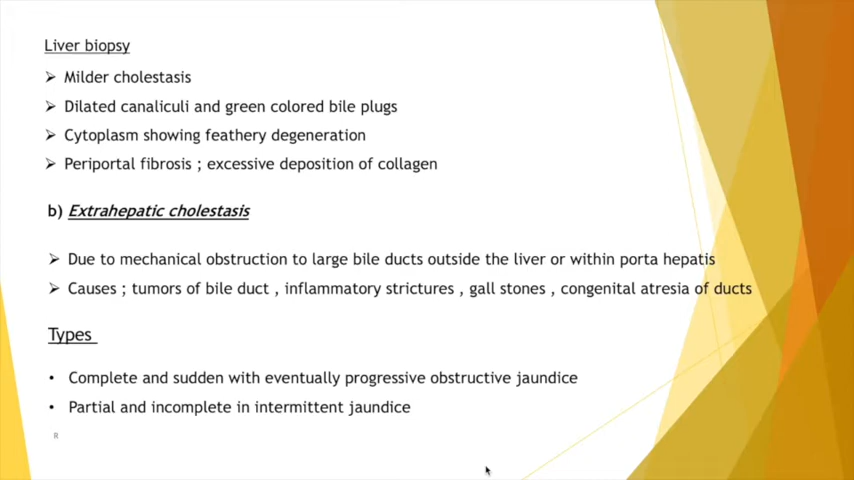 Liver biopsy
➢ Milder cholestasis
➢ Dilated canaliculi and green colored bile plugs
➢ Cytoplasm showing feathery degeneration
➢ Periportal fibrosis ; excessive deposition of collagen
b) Extrahepatic cholestasis
➢ Due to mechanical obstruction to large bile ducts outside the liver or within porta hepatis
➢ Causes ; tumors of bile duct , inflammatory strictures , gall stones , congenital atresia of ducts
Types
• Complete and sudden with eventually progressive obstructive jaundice
• Partial and incomplete in intermittent jaundice
R